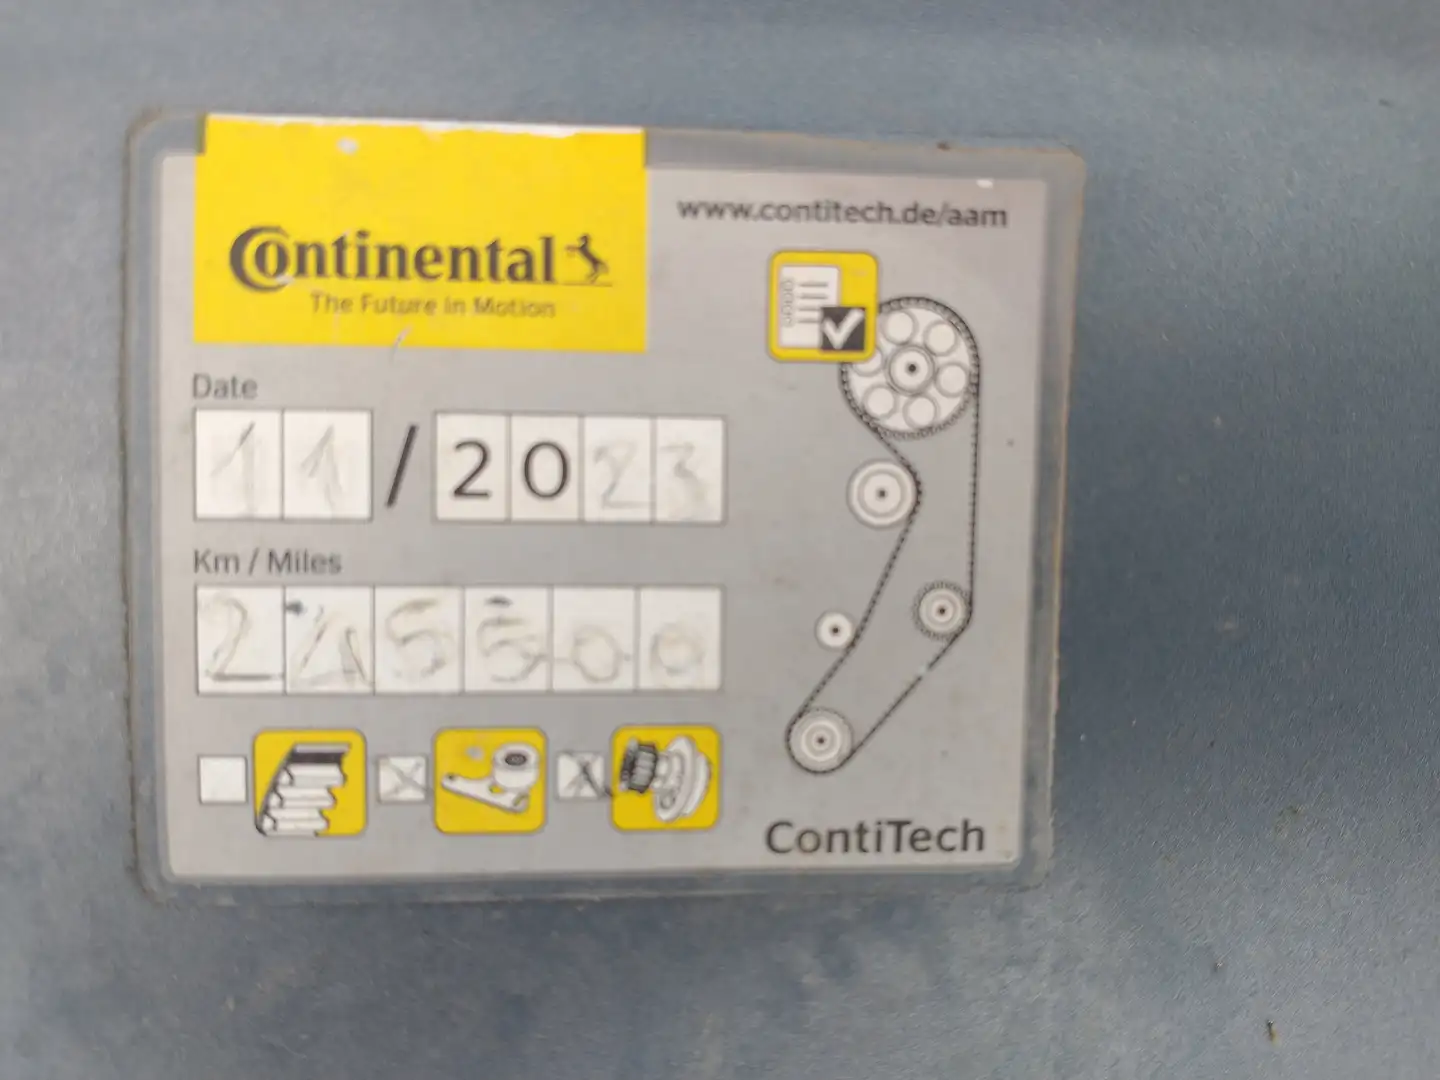 www.contitech.de/aam
Continental
The Future in Motion
Date
11 / 2023
Km / Miles
245500
ContiTech